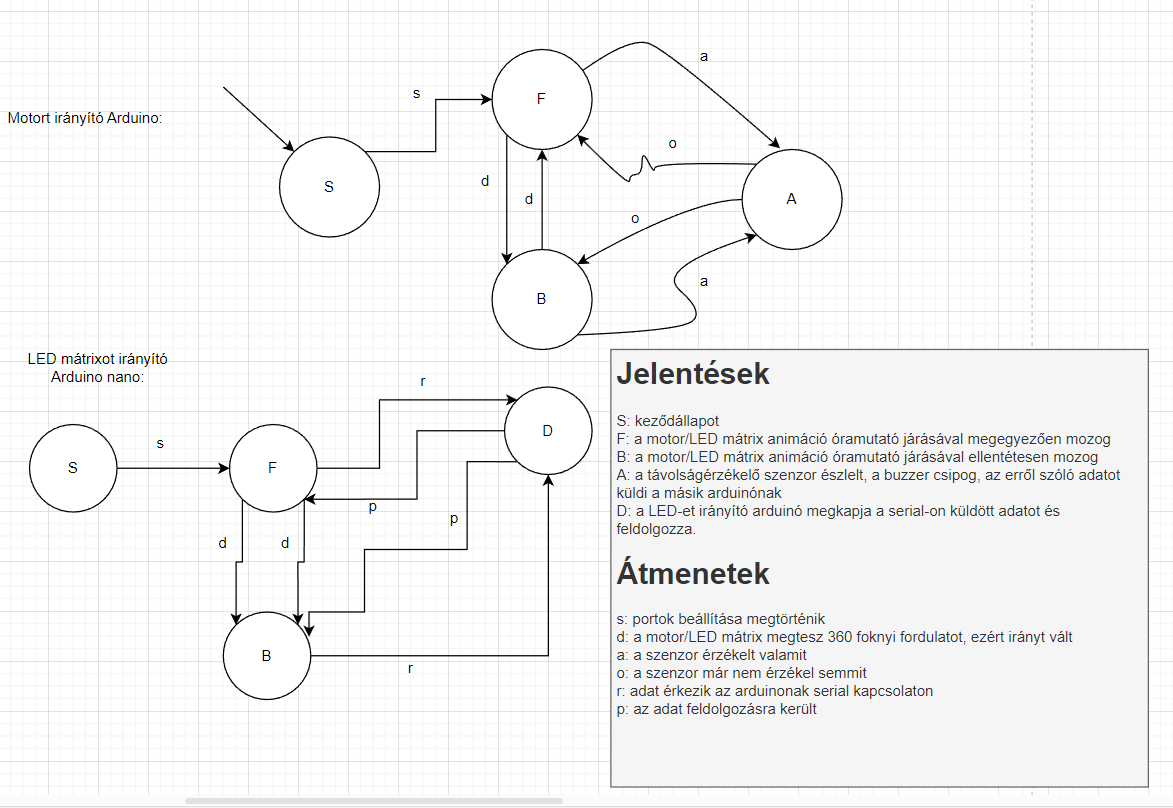 Motort irányító Arduino:
s
F
a
o
S
d
d
A
o
B
a
LED mátrixot irányító
Arduino nano:
r
s
D
S
F
p
p
d
d
B
r
Jelentések
S: keződállapot
F: a motor/LED mátrix animáció óramutató járásával megegyezően mozog
B: a motor/LED mátrix animáció óramutató járásával ellentétesen mozog
A: a távolságérzékelő szenzor észlelt, a buzzer csipog, az erről szóló adatot
küldi a másik arduinónak
D: a LED-et irányító arduinó megkapja a serial-on küldött adatot és
feldolgozza.
Átmenetek
s: portok beállítása megtörténik
d: a motor/LED mátrix megtesz 360 foknyi fordulatot, ezért irányt vált
a: a szenzor érzékelt valamit
o: a szenzor már nem érzékel semmit
r: adat érkezik az arduinonak serial kapcsolaton
p: az adat feldolgozásra került